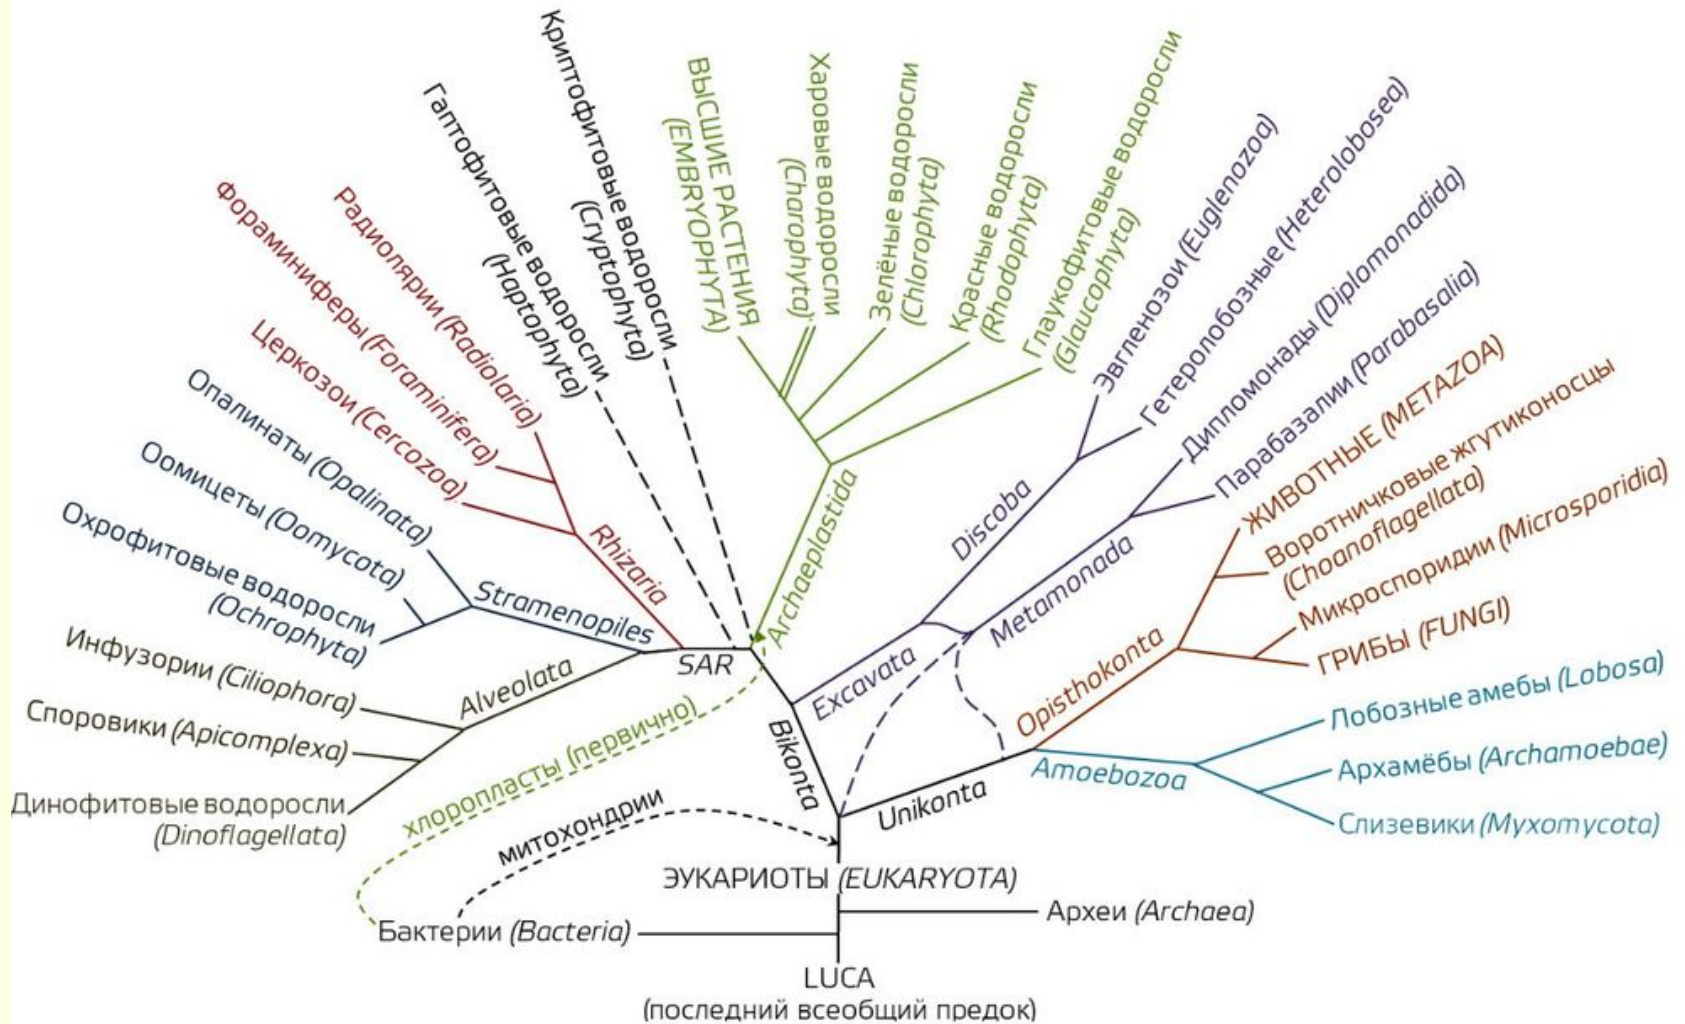 Криптофитовые водоросли
(Cryptophyta)
Гаптофитовые водоросли
(Haptophyta)
ВЫСШИЕ РАСТЕНИЯ
(EMBRYOPHYTA)
Харовые водоросли
(Charophyta)
Зелёные водоросли
(Chlorophyta)
Красные водоросли
(Rhodophyta)
Глаукофитовые водоросли
(Glaucophyta)
Archaeplastida
Радиолярии (Radiolaria)
Фораминиферы (Foraminifera)
Церкозои (Cercozoa)
Rhizaria
Опалинаты (Opalinata)
Оомицеты (Oomycota)
Охрофитовые водоросли
(Ochrophyta)
Stramenopiles
Инфузории (Ciliophora)
Споровики (Apicomplexa)
Динофитовые водоросли
(Dinoflagellata)
Alveolata
SAR
Эвгленозои (Euglenozoa)
Гетеролобозные (Heterolobosea)
Discoba
Дипломонады (Diplomonadida)
Парабазалии (Parabasalia)
Metamonada
Excavata
Bikonta
ЖИВОТНЫЕ (METAZOA)
Воротничковые жгутиконосцы
(Choanoflagellata)
Микроспоридии (Microsporidia)
ГРИБЫ (FUNGI)
Opisthokonta
Лобозные амебы (Lobosa)
Архамёбы (Archamoebae)
Слизевики (Myxomycota)
Amoebozoa
Unikonta
хлоропласты (первично)
митохондрии
ЭУКАРИОТЫ (EUKARYOTA)
Археи (Archaea)
Бактерии (Bacteria)
LUCA
(последний всеобщий предок)